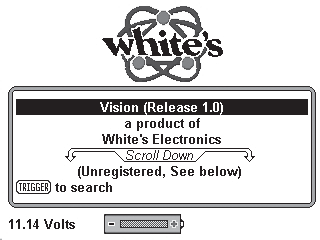 white's
Vision (Release 1.0)
a product of
White's Electronics
Scroll Down
(Unregistered, See below)
TRIGGER to search
11.14 Volts